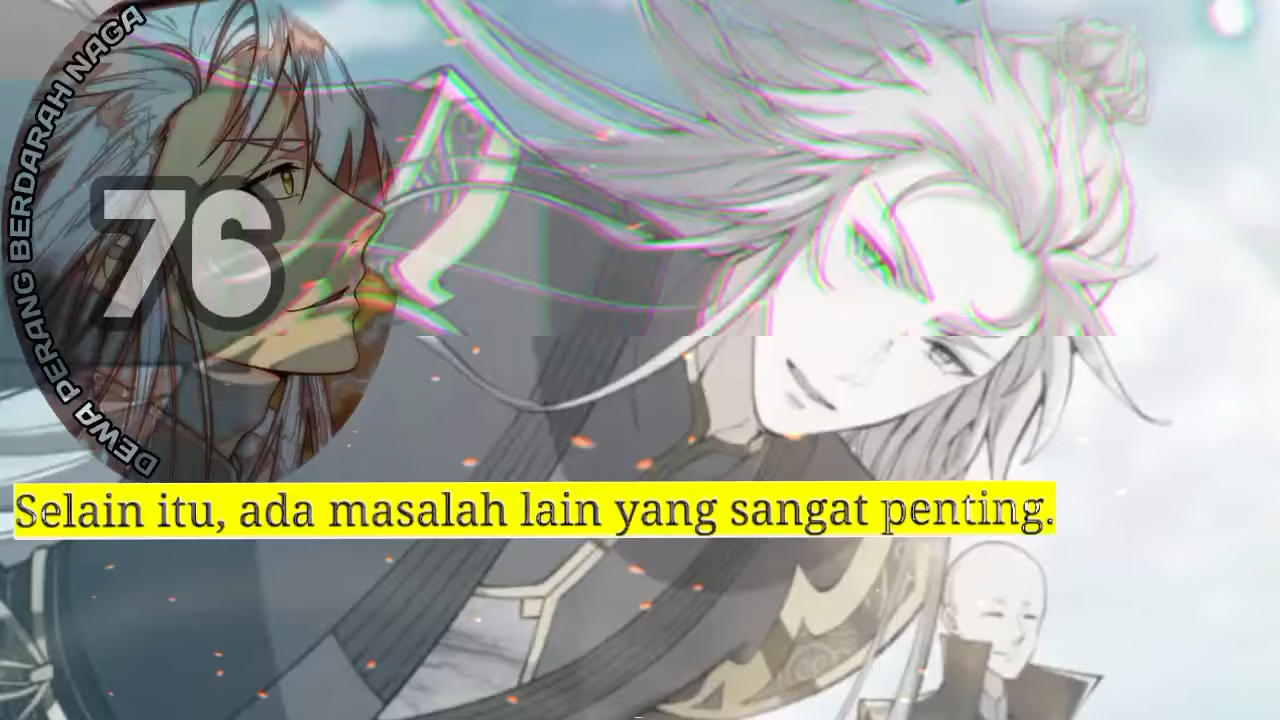 DEWA PERANG BERDARAH NAGA
76
Selain itu, ada masalah lain yang sangat penting.